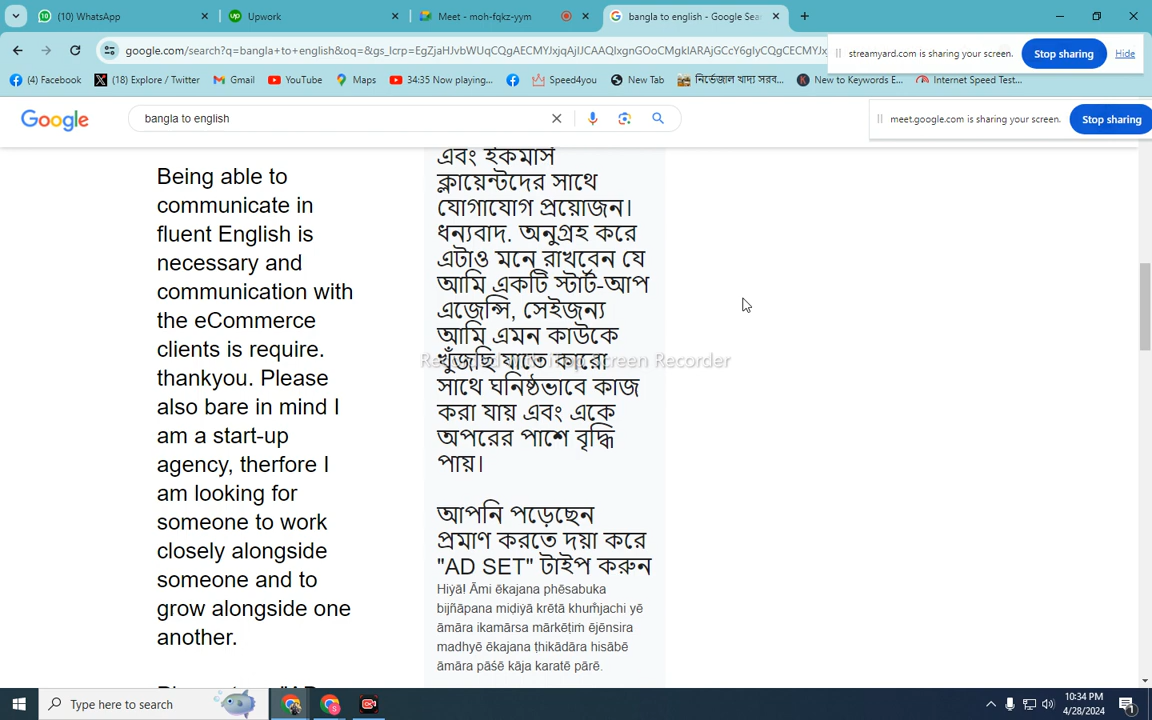 (10) WhatsApp
Upwork
Meet - moh-fqkz-yym
bangla to english - Google Sear
google.com/search?q=bangla+to+english&oq=&gs_lcrp=EgZjaHJvbWUqCQgAECMYJxjqAjIJCAAQIxgnGOoCMgkIARAjGCcY6gIyCQgCECMYJx
streamyard.com is sharing your screen.
Stop sharing
Hide
(4) Facebook
(18) Explore / Twitter
Gmail
YouTube
Maps
34:35 Now playing...
Speed4you
New Tab
নির্ভেজাল খাদ্য সরব...
New to Keywords E...
Internet Speed Test...
Google
bangla to english
meet.google.com is sharing your screen.
Stop sharing
Being able to
communicate in
fluent English is
necessary and
communication with
the eCommerce
clients is require.
thankyou. Please
also bare in mind I
am a start-up
agency, therfore I
am looking for
someone to work
closely alongside
someone and to
grow alongside one
another.
এবং ইকমার্স
ক্লায়েন্টদের সাথে
যোগাযোগ প্রয়োজন।
ধন্যবাদ. অনুগ্রহ করে
এটাও মনে রাখবেন যে
আমি একটি স্টার্ট-আপ
এজেন্সি, সেইজন্য
আমি এমন কাউকে
খুঁজছি যাতে কারো
সাথে ঘনিষ্ঠভাবে কাজ
করা যায় এবং একে
অপরের পাশে বৃদ্ধি
পায়।
আপনি পড়েছেন
প্রমাণ করতে দয়া করে
"AD SET" টাইপ করুন
Hiẏā! Āmi ēkajana phēsabuka
bijñāpana miḍiẏā krētā khum̐jachi yē
āmāra ikamārsa mārkēṭiṁ ējēnsira
madhyē ēkajana ṭhikādāra hisābē
āmāra pāśē kāja karatē pārē.
Screen Recorder
Type here to search
10:34 PM
4/28/2024